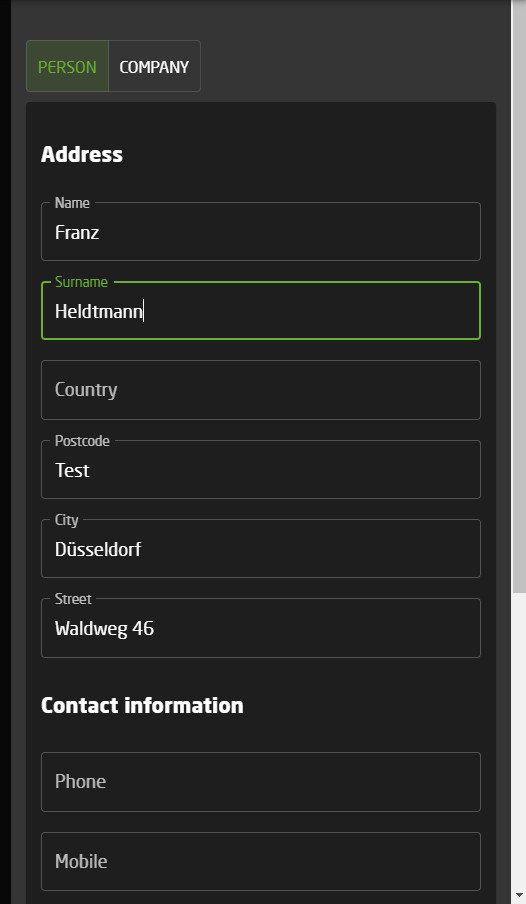 PERSON COMPANY
Address
Name
Franz
Surname
Heldtmann
Country
Postcode
Test
City
Düsseldorf
Street
Waldweg 46
Contact information
Phone
Mobile